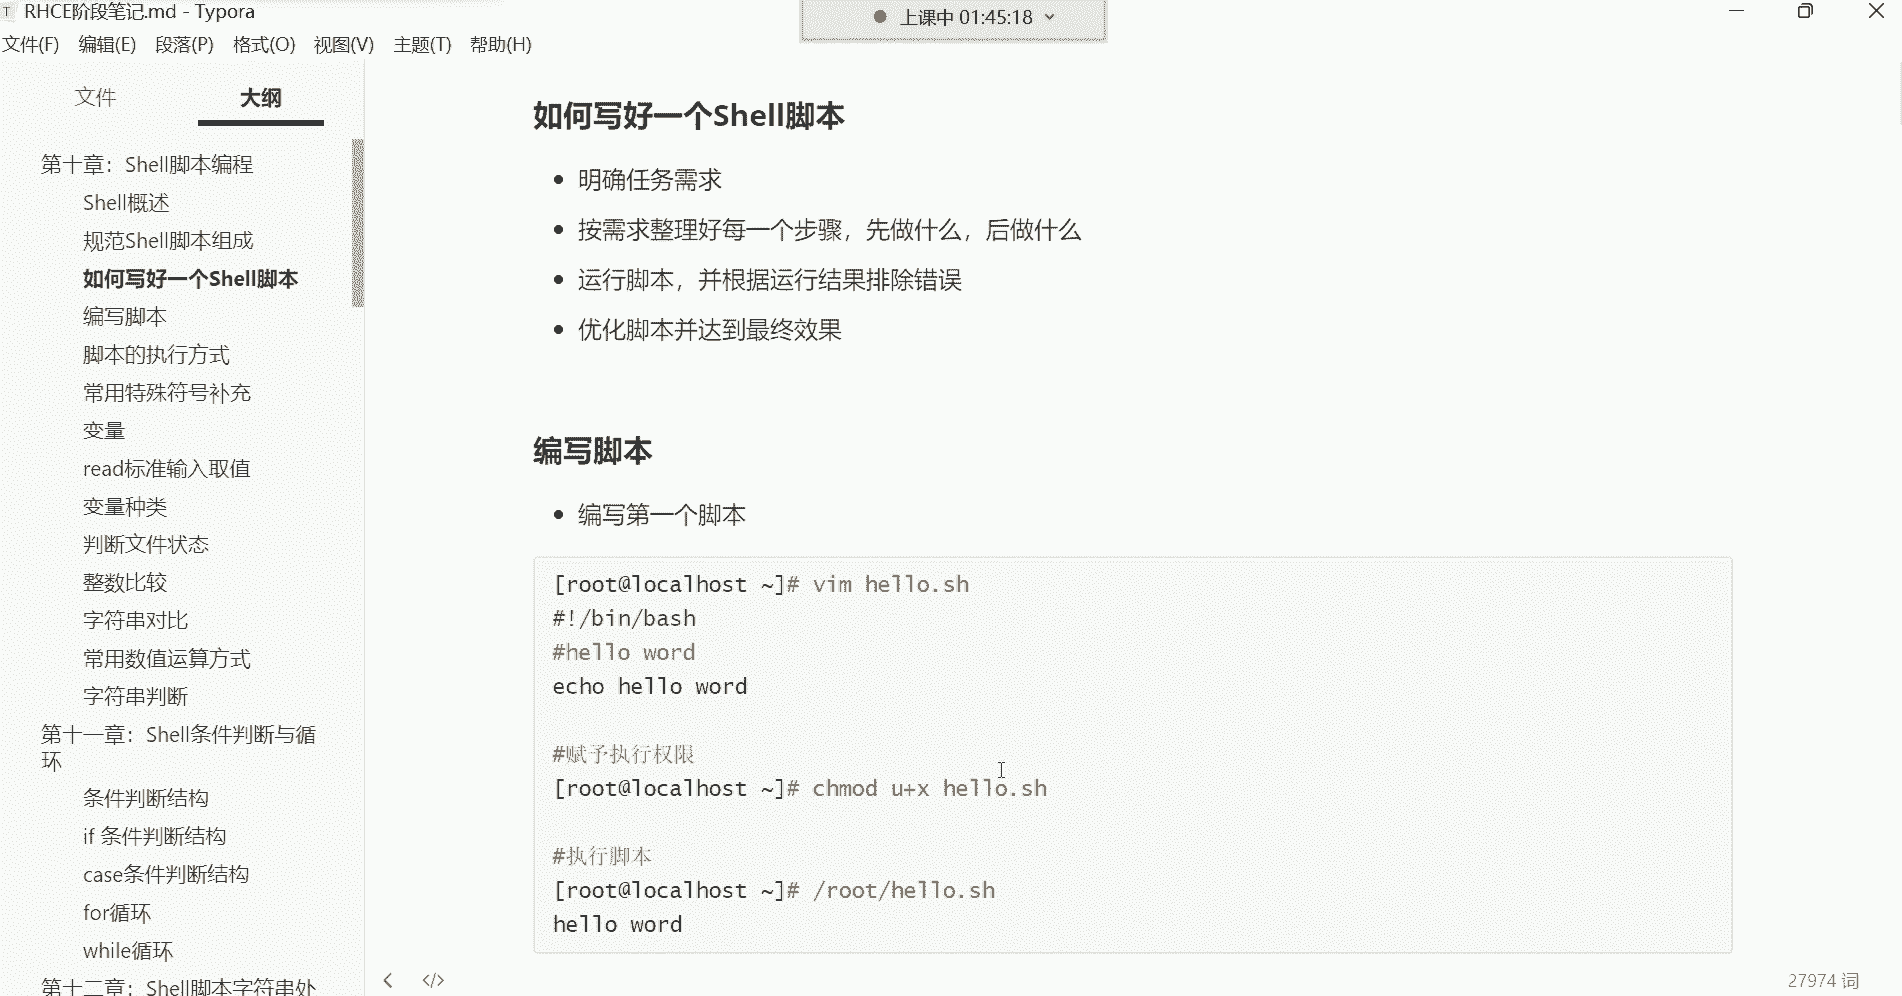 RHCE阶段笔记.md - Typora
上课中 01:45:18
文件(F) 编辑(E) 段落(P) 格式(O) 视图(V) 主题(T) 帮助(H)
文件 大纲
第十章：Shell脚本编程
Shell概述
规范Shell脚本组成
如何写好一个Shell脚本
编写脚本
脚本的执行方式
常用特殊符号补充
变量
read标准输入取值
变量种类
判断文件状态
整数比较
字符串对比
常用数值运算方式
字符串判断
第十一章：Shell条件判断与循
环
条件判断结构
if 条件判断结构
case条件判断结构
for循环
while循环
第十二章：Shell脚本字符串处
如何写好一个Shell脚本
明确任务需求
按需求整理好每一个步骤，先做什么，后做什么
运行脚本，并根据运行结果排除错误
优化脚本并达到最终效果
编写脚本
编写第一个脚本
[root@localhost ~]# vim hello.sh
#!/bin/bash
#hello word
echo hello word
#赋予执行权限
[root@localhost ~]# chmod u+x hello.sh
#执行脚本
[root@localhost ~]# /root/hello.sh
hello word
27974 词